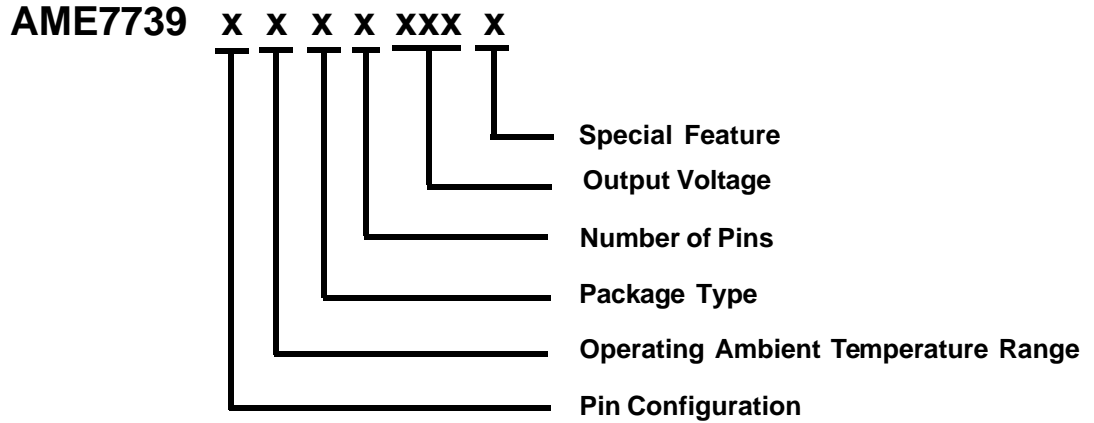 AME7739 x x x x xxx x
Special Feature
Output Voltage
Number of Pins
Package Type
Operating Ambient Temperature Range
Pin Configuration